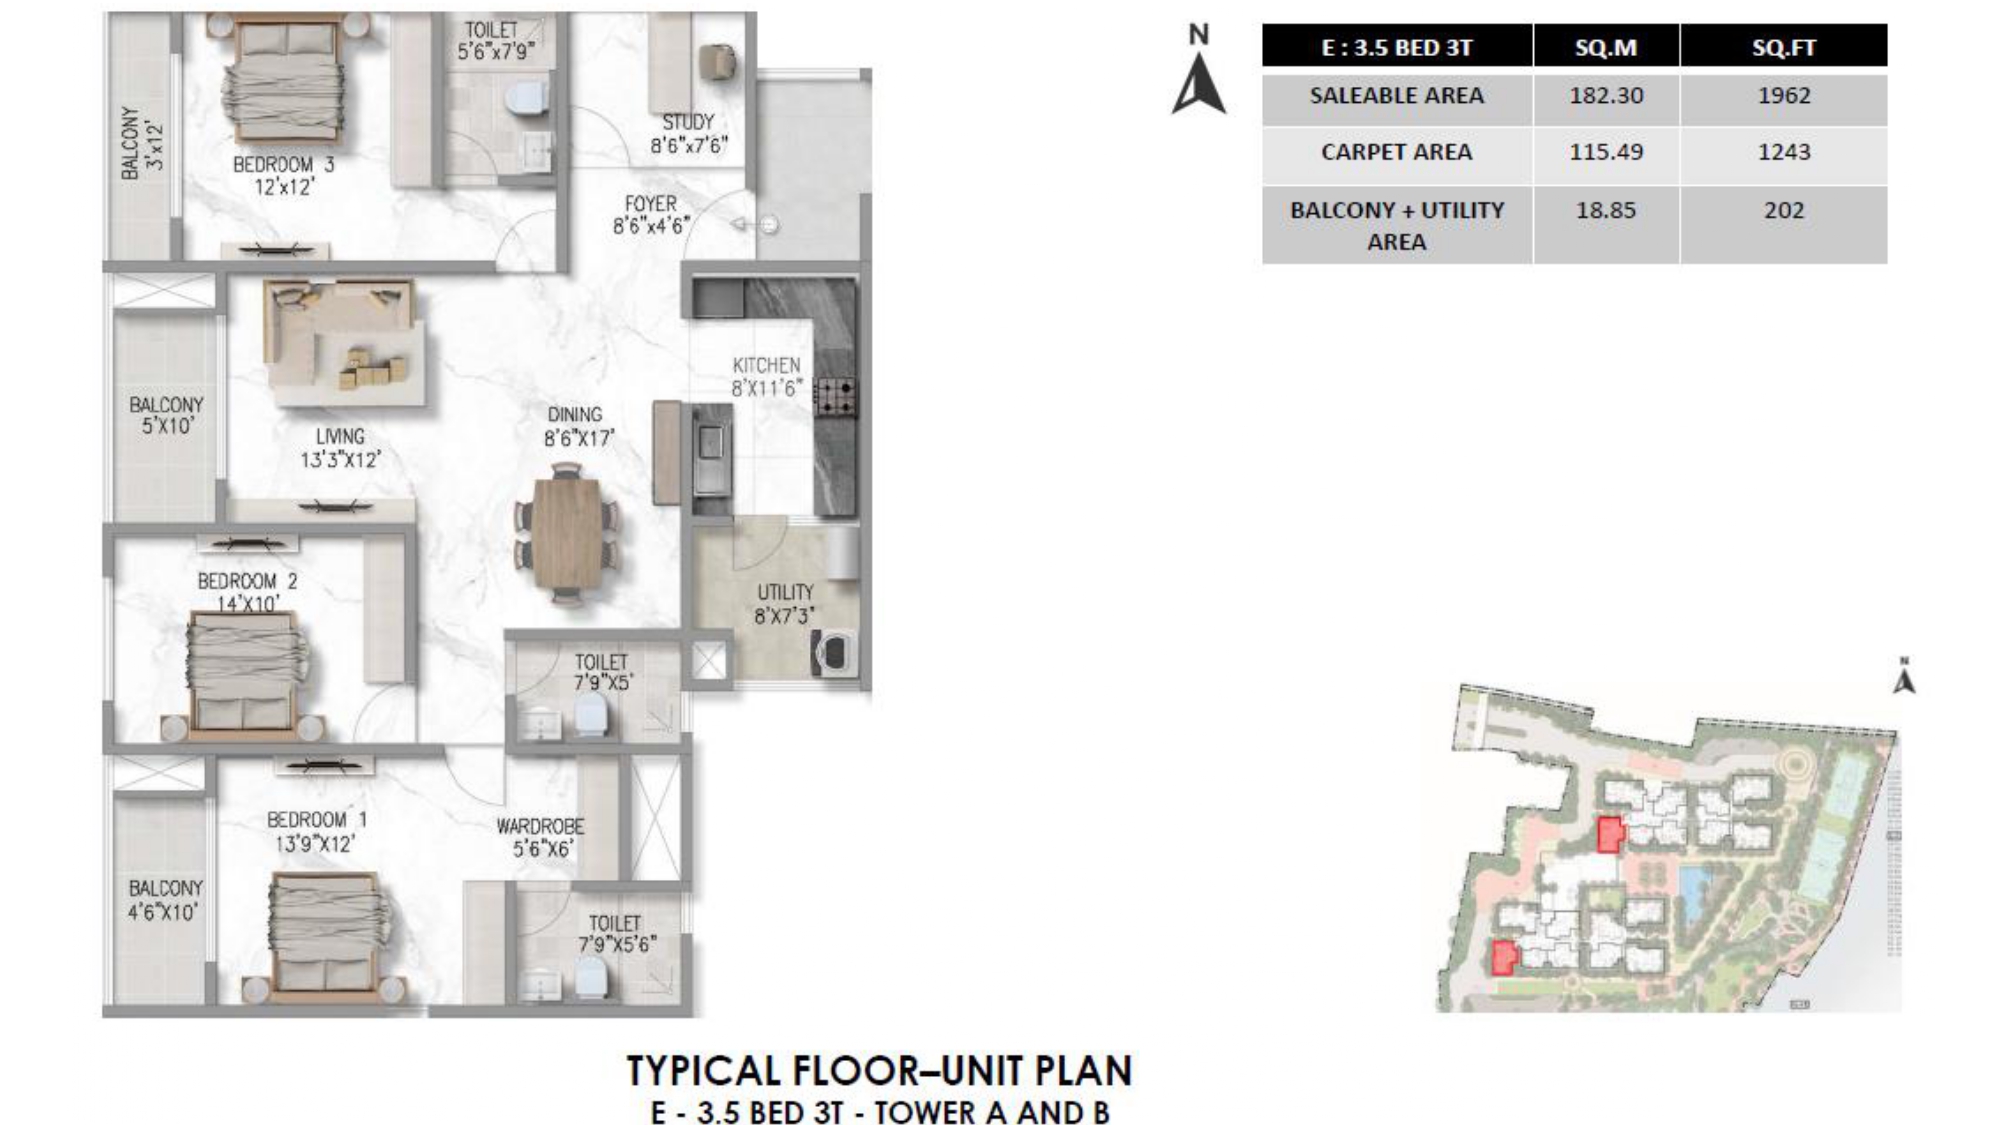 TOILET
5'6"x7'9"
BALCONY
3'x12'
BEDROOM 3
12'x12'
STUDY
8'6"x7'6"
FOYER
8'6"x4'6"
KITCHEN
8'X11'6"
BALCONY
5'X10'
LIVING
13'3"X12'
DINING
8'6"X17'
BEDROOM 2
14'X10'
UTILITY
8'X7'3"
TOILET
7'9"X5'
BEDROOM 1
13'9"X12'
WARDROBE
5'6"X6'
BALCONY
4'6"X10'
TOILET
7'9"X5'6"
N
E : 3.5 BED 3T SQ.M SQ.FT
SALEABLE AREA 182.30 1962
CARPET AREA 115.49 1243
BALCONY + UTILITY AREA 18.85 202
N
TYPICAL FLOOR–UNIT PLAN
E - 3.5 BED 3T - TOWER A AND B